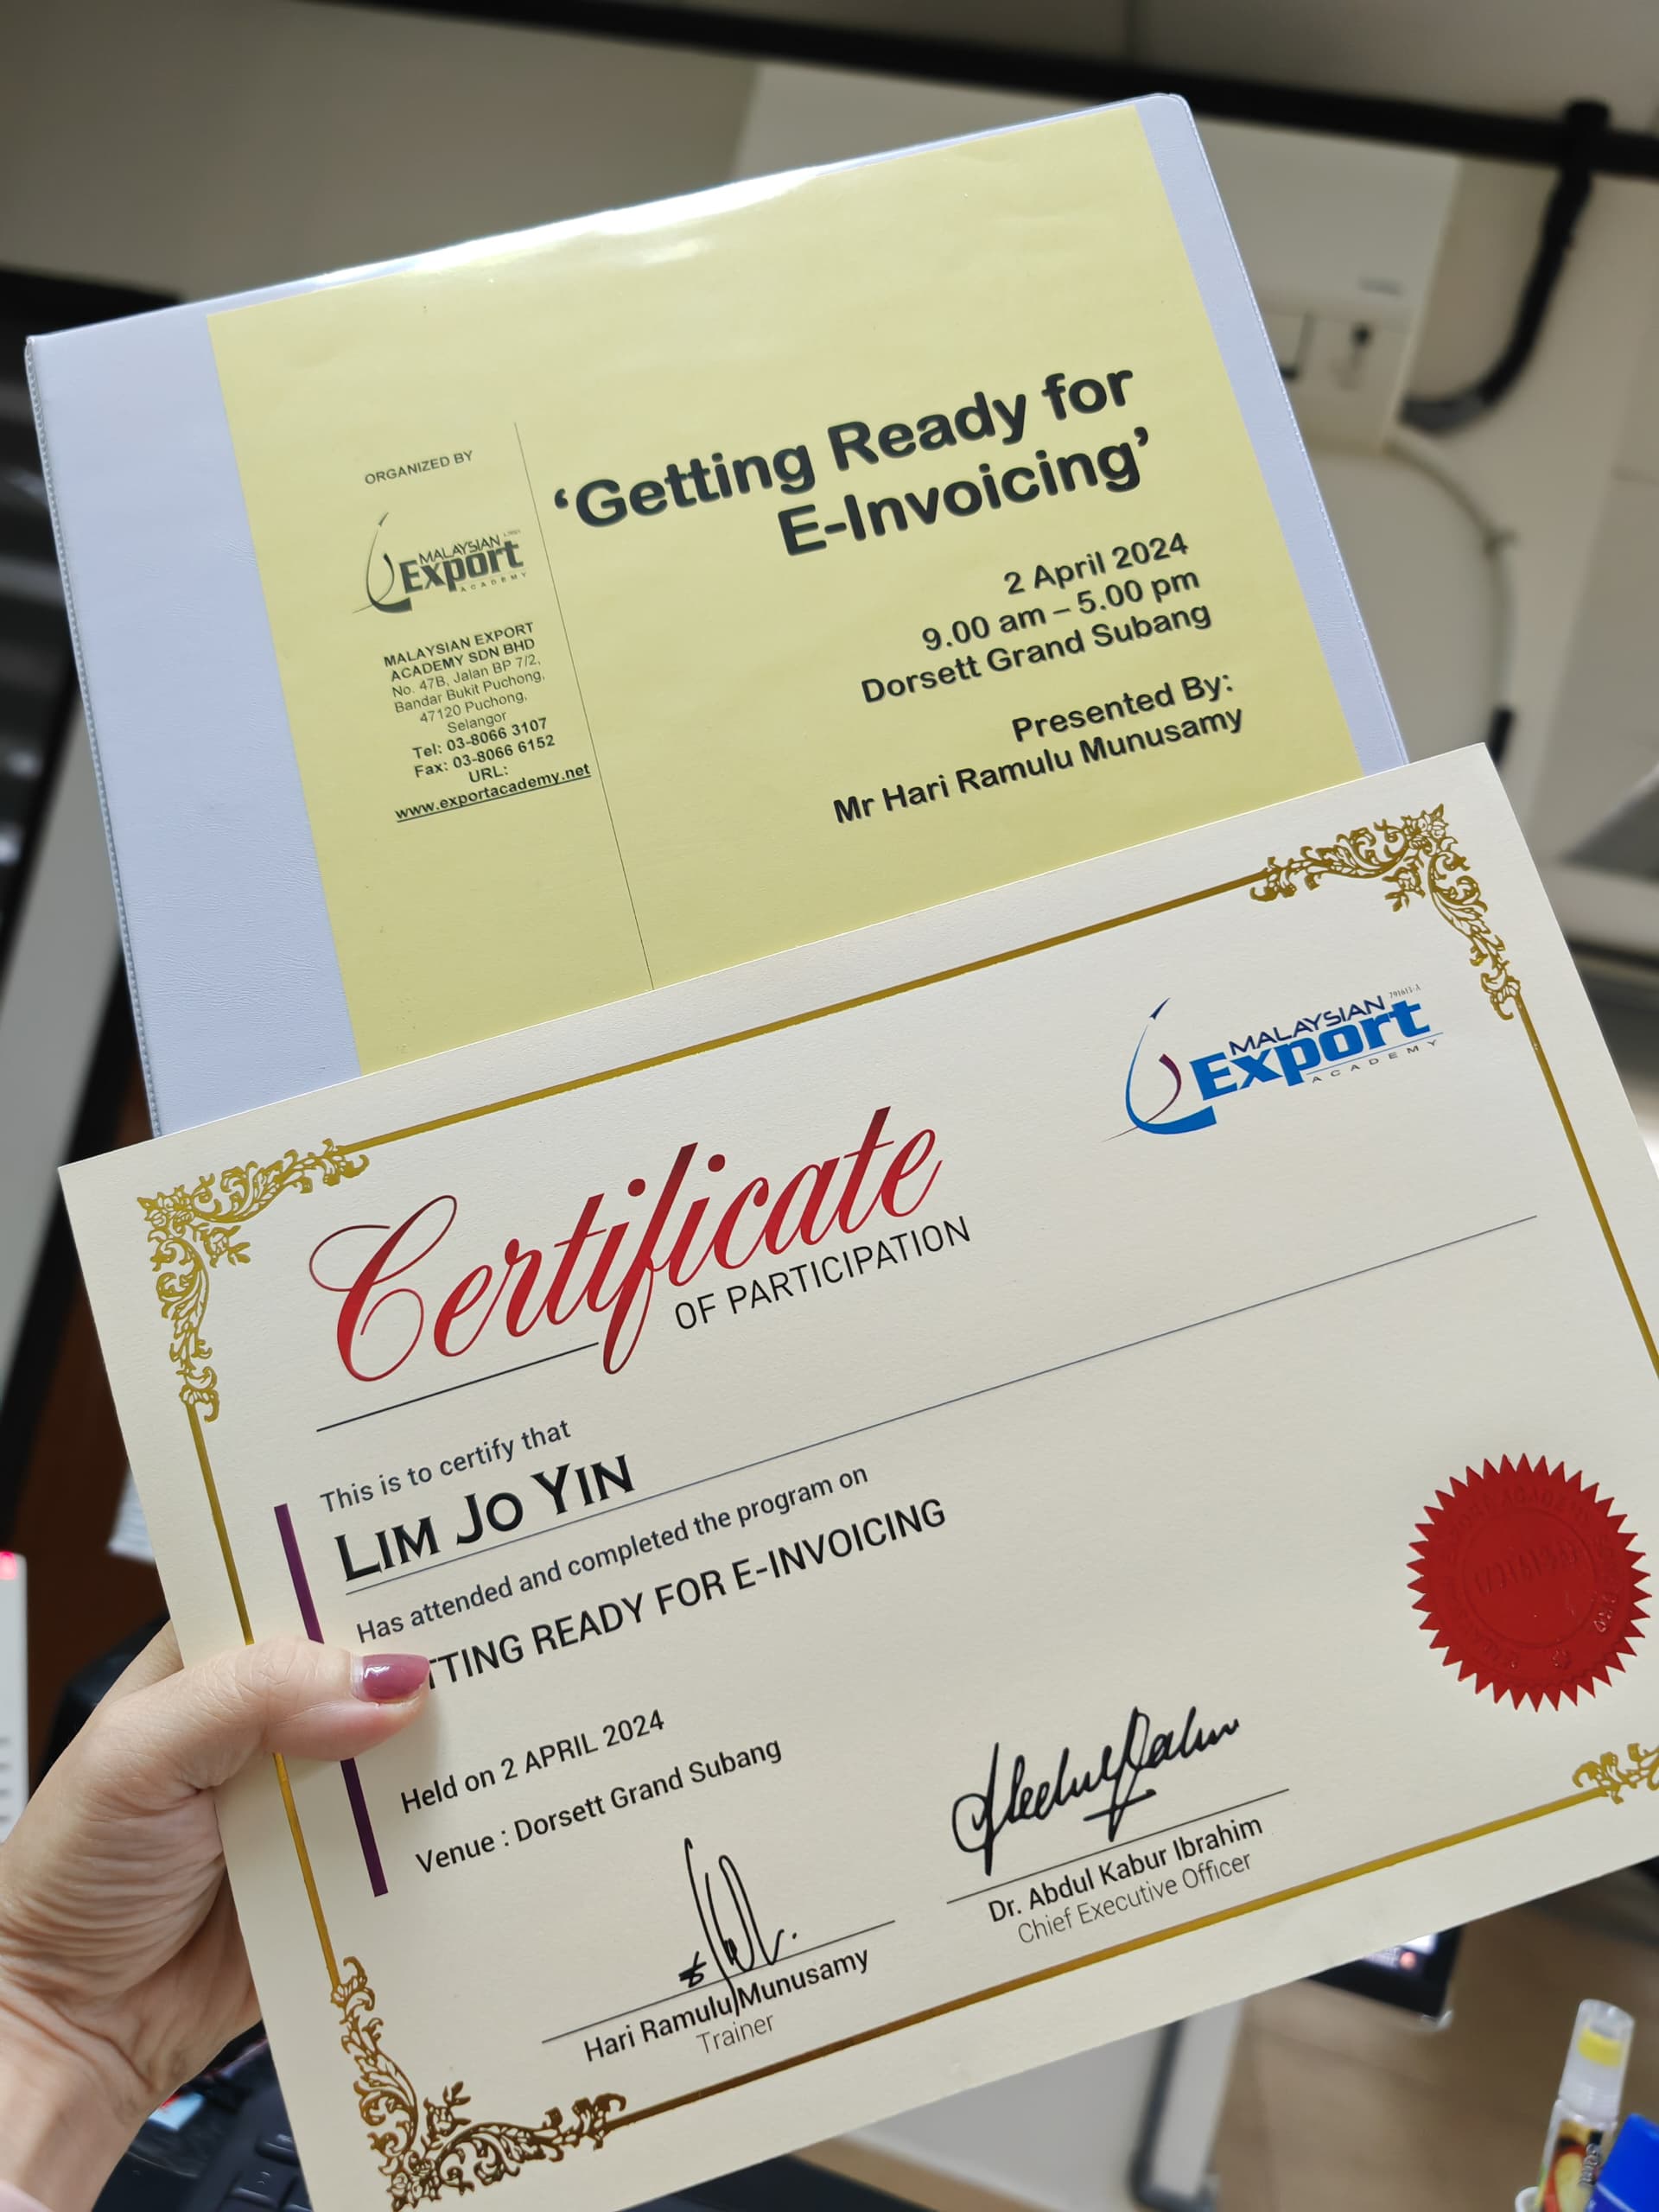 ORGANIZED BY
MALAYSIAN
Export
ACADEMY
MALAYSIAN EXPORT
ACADEMY SDN BHD
No. 47B, Jalan BP 7/2,
Bandar Bukit Puchong,
47120 Puchong,
Selangor
Tel: 03-8066 3107
Fax: 03-8066 6152
URL:
www.exportacademy.net
‘Getting Ready for
E-Invoicing’
2 April 2024
9.00 am – 5.00 pm
Dorsett Grand Subang
Presented By:
Mr Hari Ramulu Munusamy
MALAYSIAN 791613-A
Export
ACADEMY
Certificate
OF PARTICIPATION
This is to certify that
LIM JO YIN
Has attended and completed the program on
TTING READY FOR E-INVOICING
Held on 2 APRIL 2024
Venue : Dorsett Grand Subang
Hari Ramulu Munusamy
Trainer
Dr. Abdul Kabur Ibrahim
Chief Executive Officer